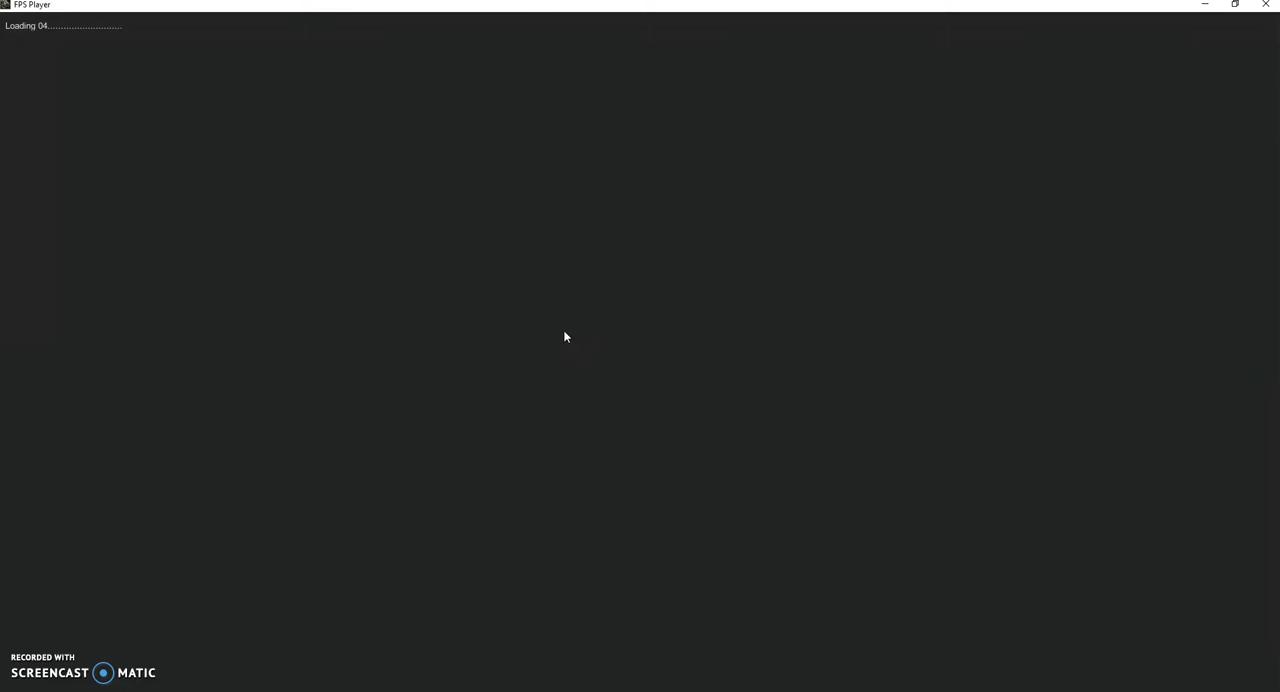 FPS Player
Loading 04............................
RECORDED WITH
SCREENCAST MATIC